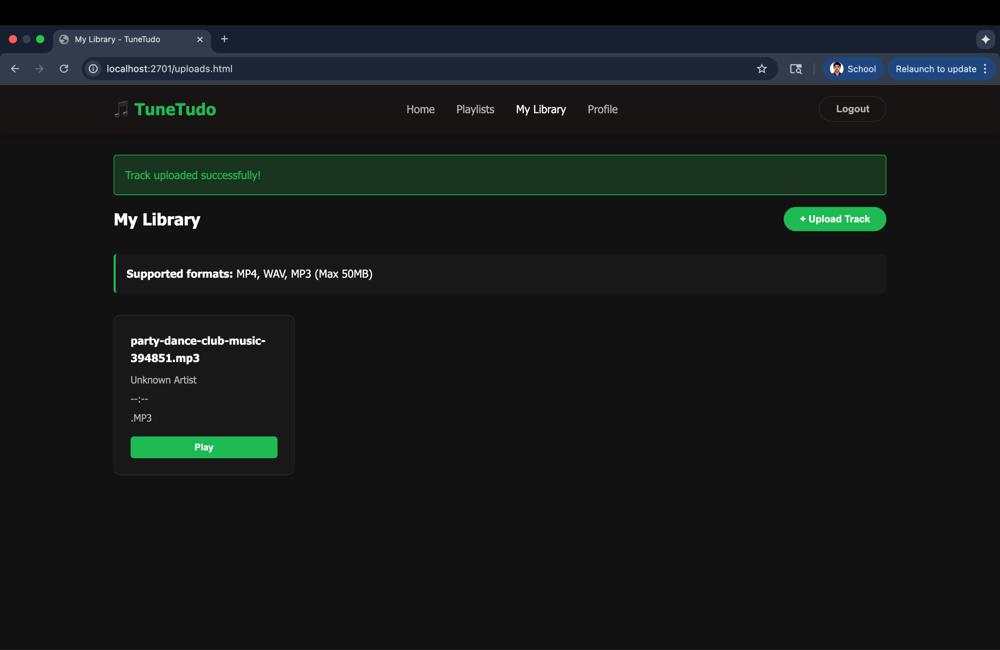 My Library - TuneTudo
localhost:2701/uploads.html
School
Relaunch to update
TuneTudo
Home
Playlists
My Library
Profile
Logout
Track uploaded successfully!
My Library
+ Upload Track
Supported formats: MP4, WAV, MP3 (Max 50MB)
party-dance-club-music-
394851.mp3
Unknown Artist
--:--
.MP3
Play